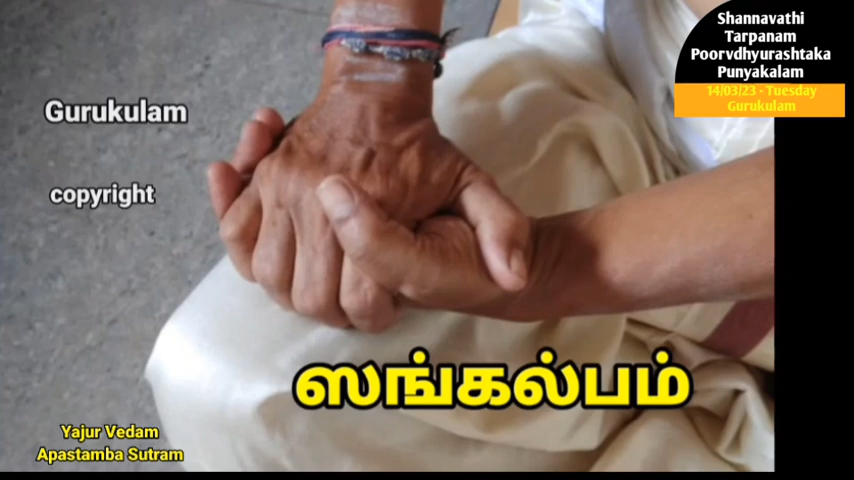 Shannavathi
Tarpanam
Poorvdhyurashtaka
Punyakalam
14/03/23 - Tuesday
Gurukulam
Gurukulam
copyright
ஸங்கல்பம்
Yajur Vedam
Apastamba Sutram